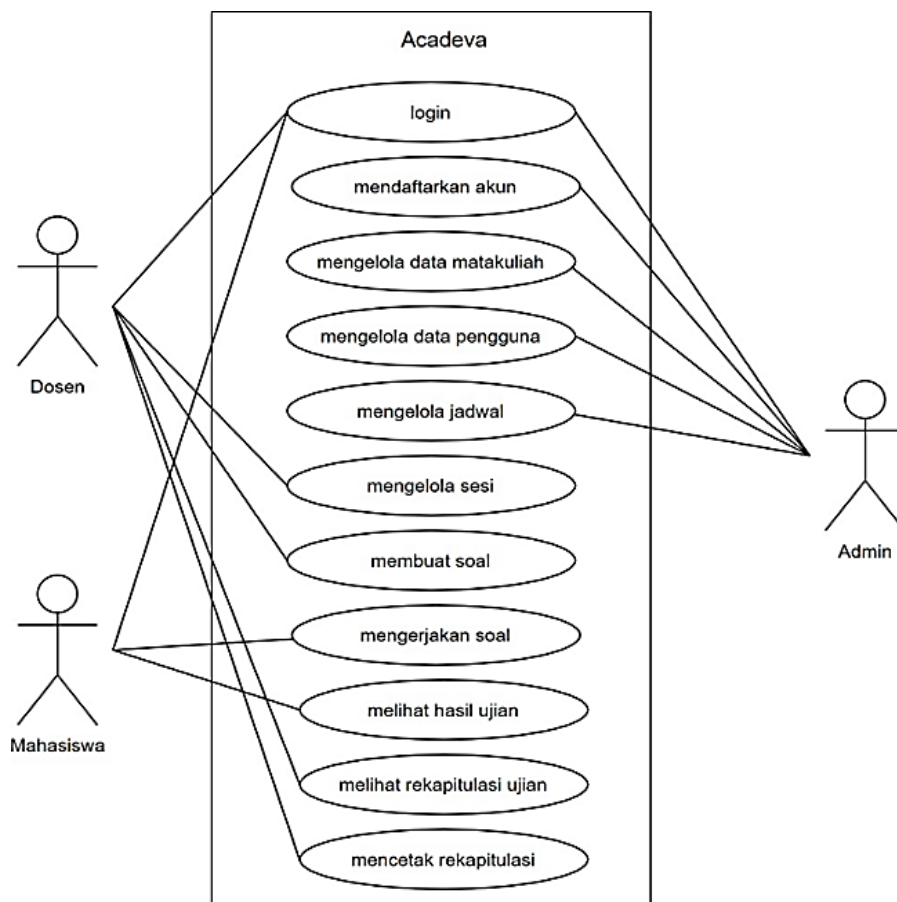 Acadeva
login
mendaftarkan akun
mengelola data matakuliah
mengelola data pengguna
mengelola jadwal
mengelola sesi
membuat soal
mengerjakan soal
melihat hasil ujian
melihat rekapitulasi ujian
mencetak rekapitulasi
Dosen
Mahasiswa
Admin